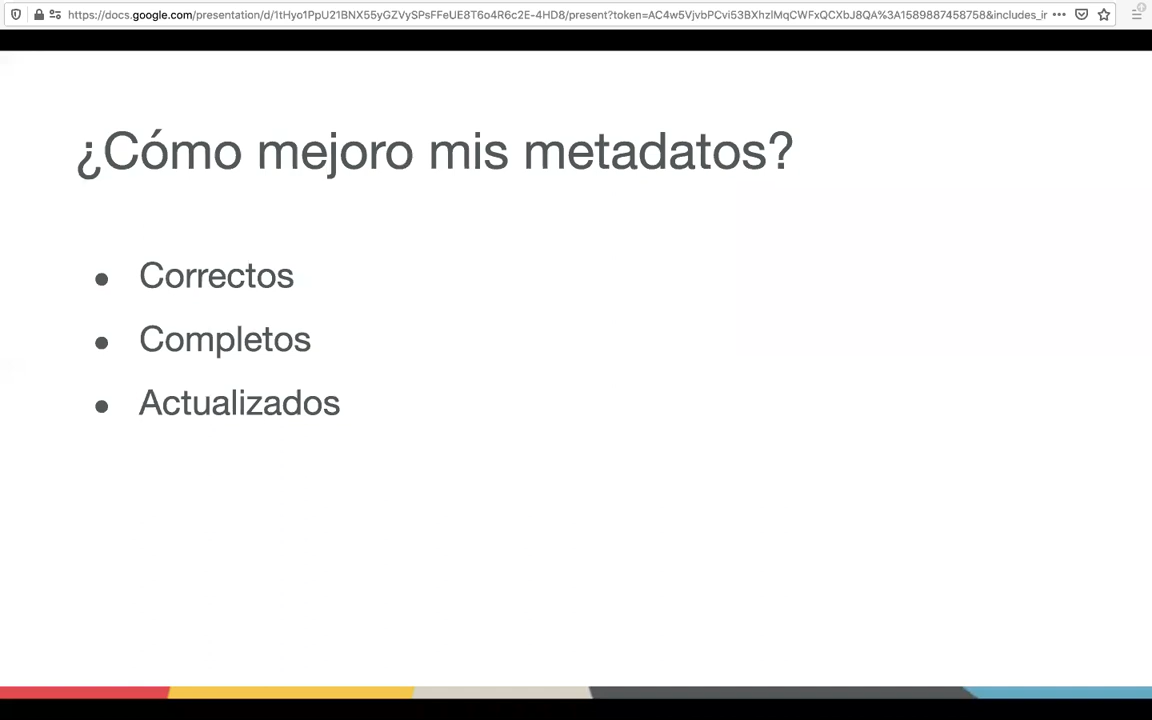 https://docs.google.com/presentation/d/1tHyo1PpU21BNX55yGZVySPsFFeUE8T6o4R6c2E-4HD8/present?token=AC4w5VjvbPCvi53BXhzlMqCWFxQCXbJ8QA%3A1589887458758&includes_ir
¿Cómo mejoro mis metadatos?
● Correctos
● Completos
● Actualizados